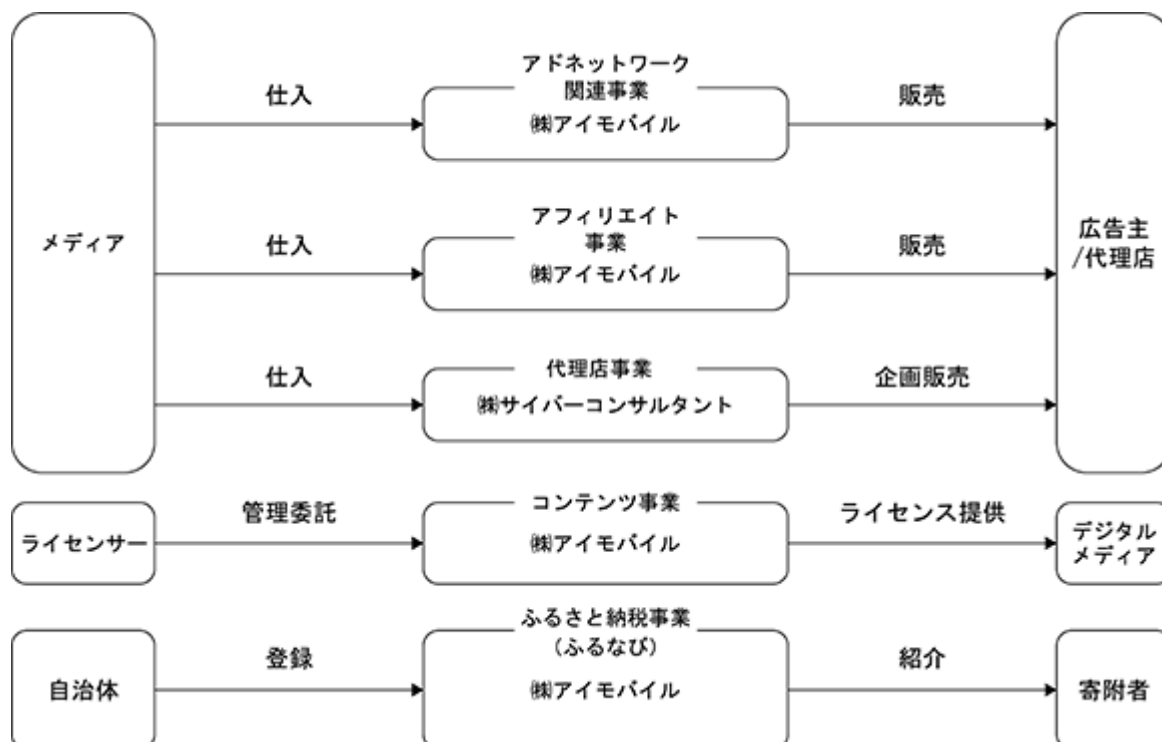 メディア
仕入
アドネットワーク
関連事業
㈱アイモバイル
販売
広告主
/代理店
仕入
アフィリエイト
事業
㈱アイモバイル
販売
仕入
代理店事業
㈱サイバーコンサルタント
企画販売
ライセンサー
管理委託
コンテンツ事業
㈱アイモバイル
ライセンス提供
デジタル
メディア
自治体
登録
ふるさと納税事業
(ふるなび)
㈱アイモバイル
紹介
寄附者